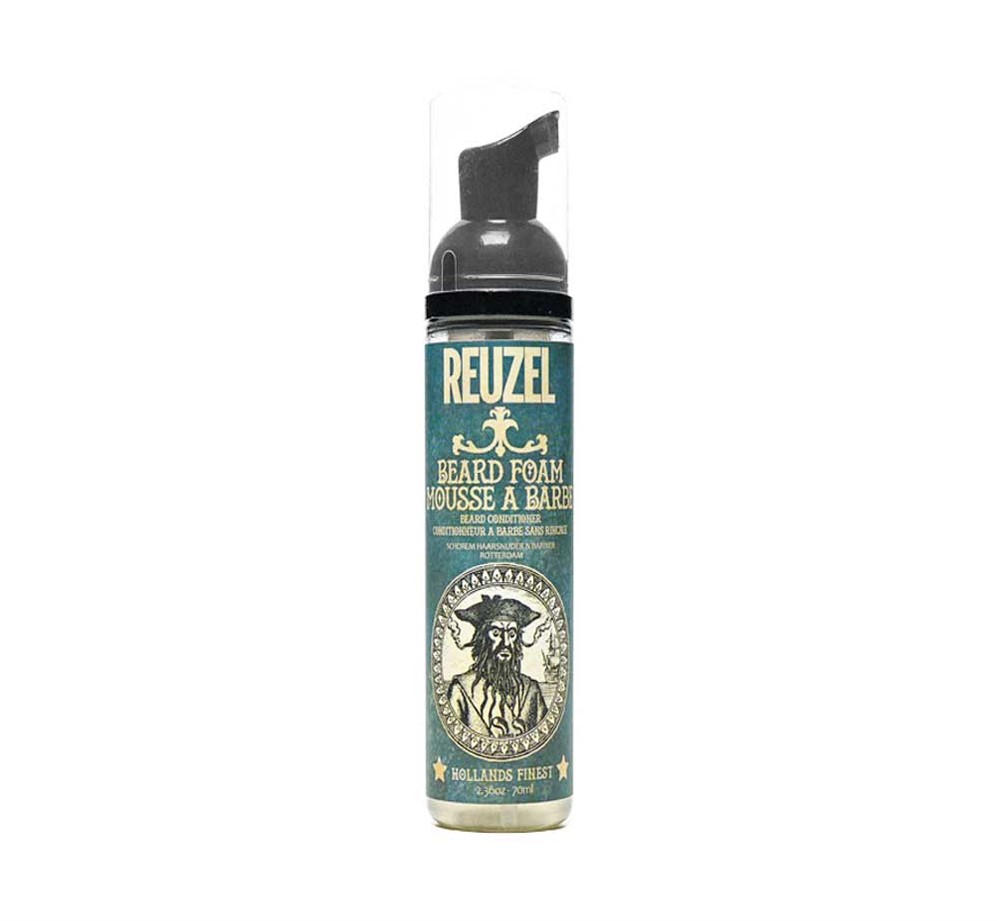 REUZEL
BEARD FOAM
MOUSSE A BARBE
BEARD CONDITIONER
CONDITIONNEUR A BARBE SANS RINCAGE
SCHOREM HAARSNIJDER & BARBIER
ROTTERDAM
HOLLANDS FINEST
2.36oz - 70ml